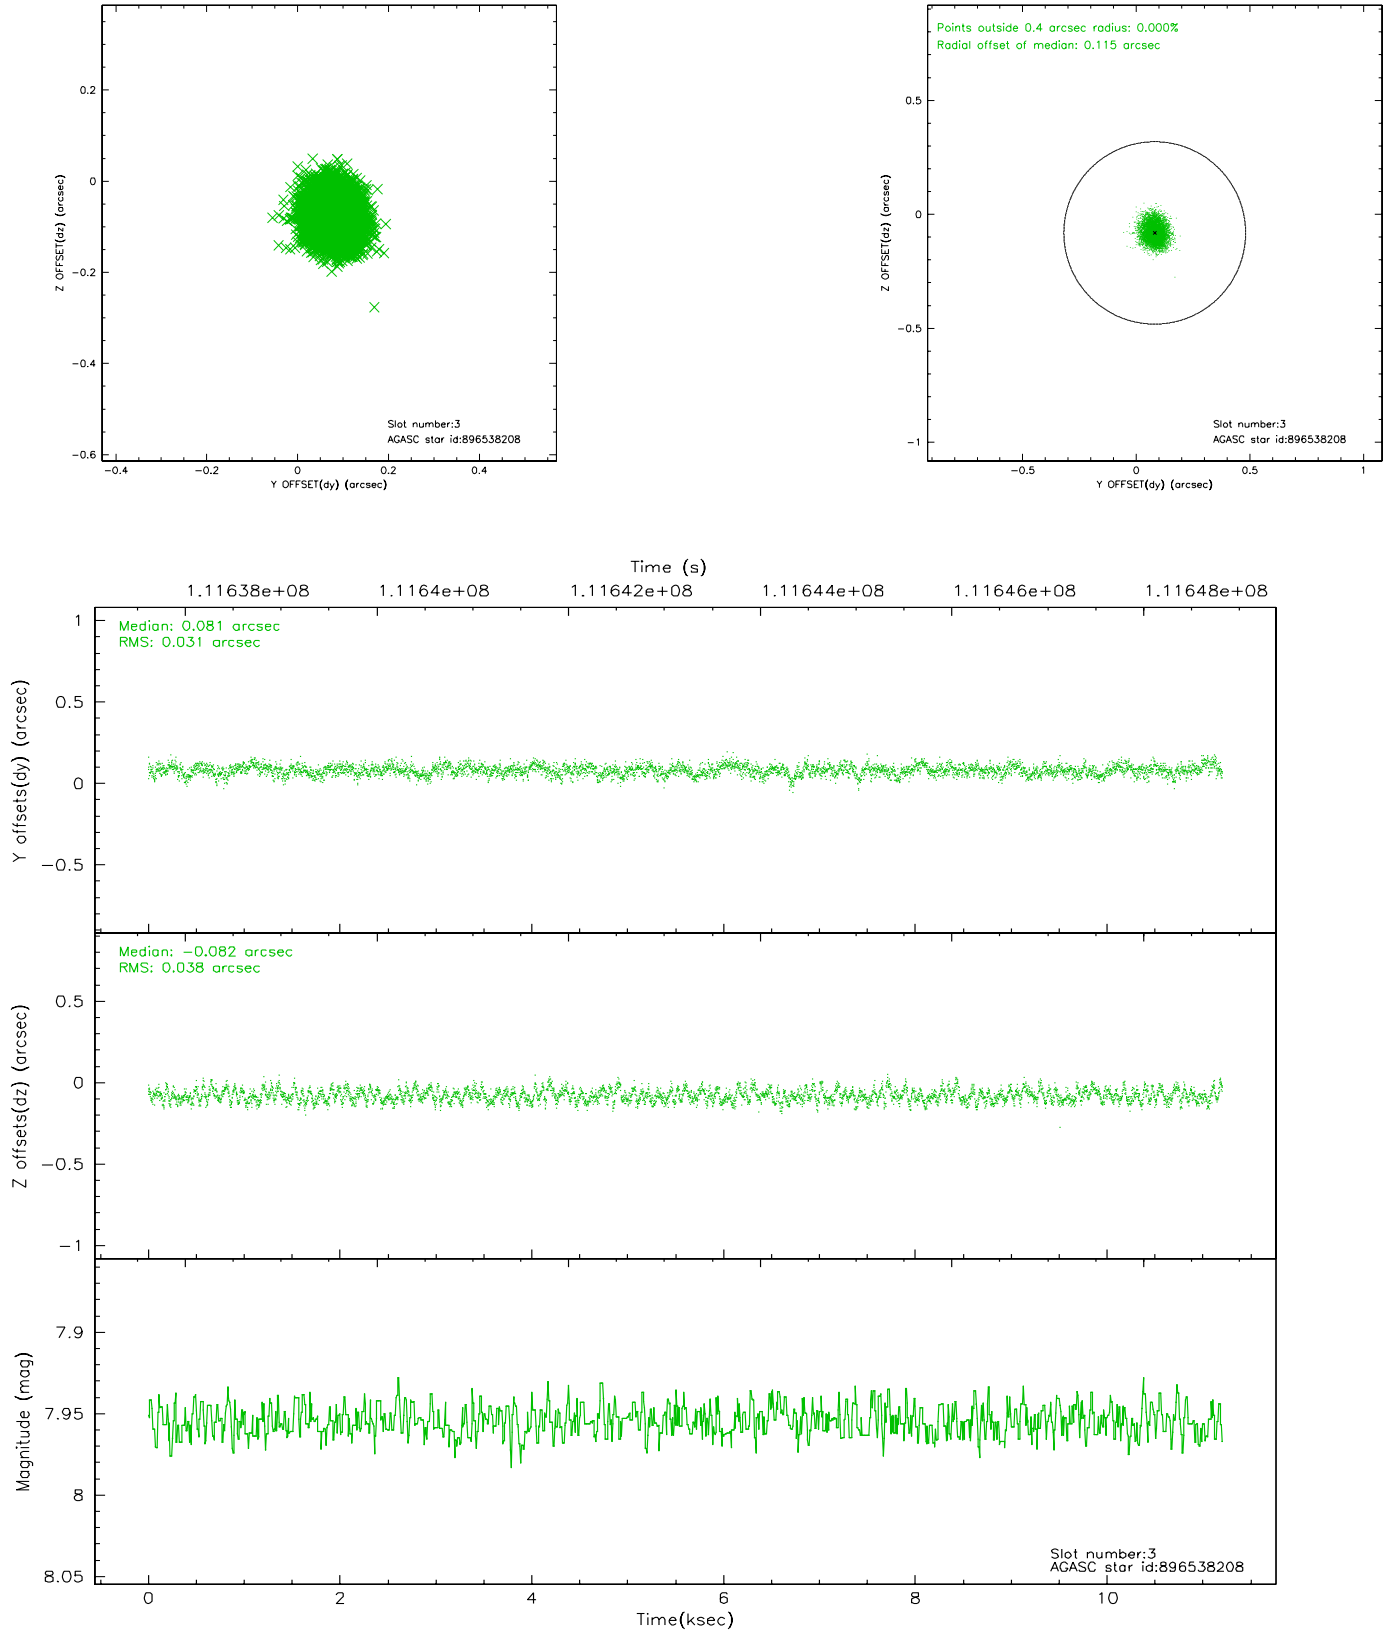 0.2
0
−0.2
−0.4
−0.6
Z OFFSET(dz) (arcsec)
Slot number:3
AGASC star id:896538208
−0.4 −0.2 0 0.2 0.4
Y OFFSET(dy) (arcsec)
Points outside 0.4 arcsec radius: 0.000%
Radial offset of median: 0.115 arcsec
0.5
0
−0.5
−1
Z OFFSET(dz) (arcsec)
Slot number:3
AGASC star id:896538208
−0.5 0 0.5 1
Y OFFSET(dy) (arcsec)
Time (s)
1.11638e+08 1.1164e+08 1.11642e+08 1.11644e+08 1.11646e+08 1.11648e+08
Median: 0.081 arcsec
RMS: 0.031 arcsec
1
0.5
0
−0.5
Y offsets(dy) (arcsec)
Median: −0.082 arcsec
RMS: 0.038 arcsec
0.5
0
−0.5
−1
Z offsets(dz) (arcsec)
7.9
7.95
8
8.05
Magnitude (mag)
Slot number:3
AGASC star id:896538208
0 2 4 6 8 10
Time(ksec)